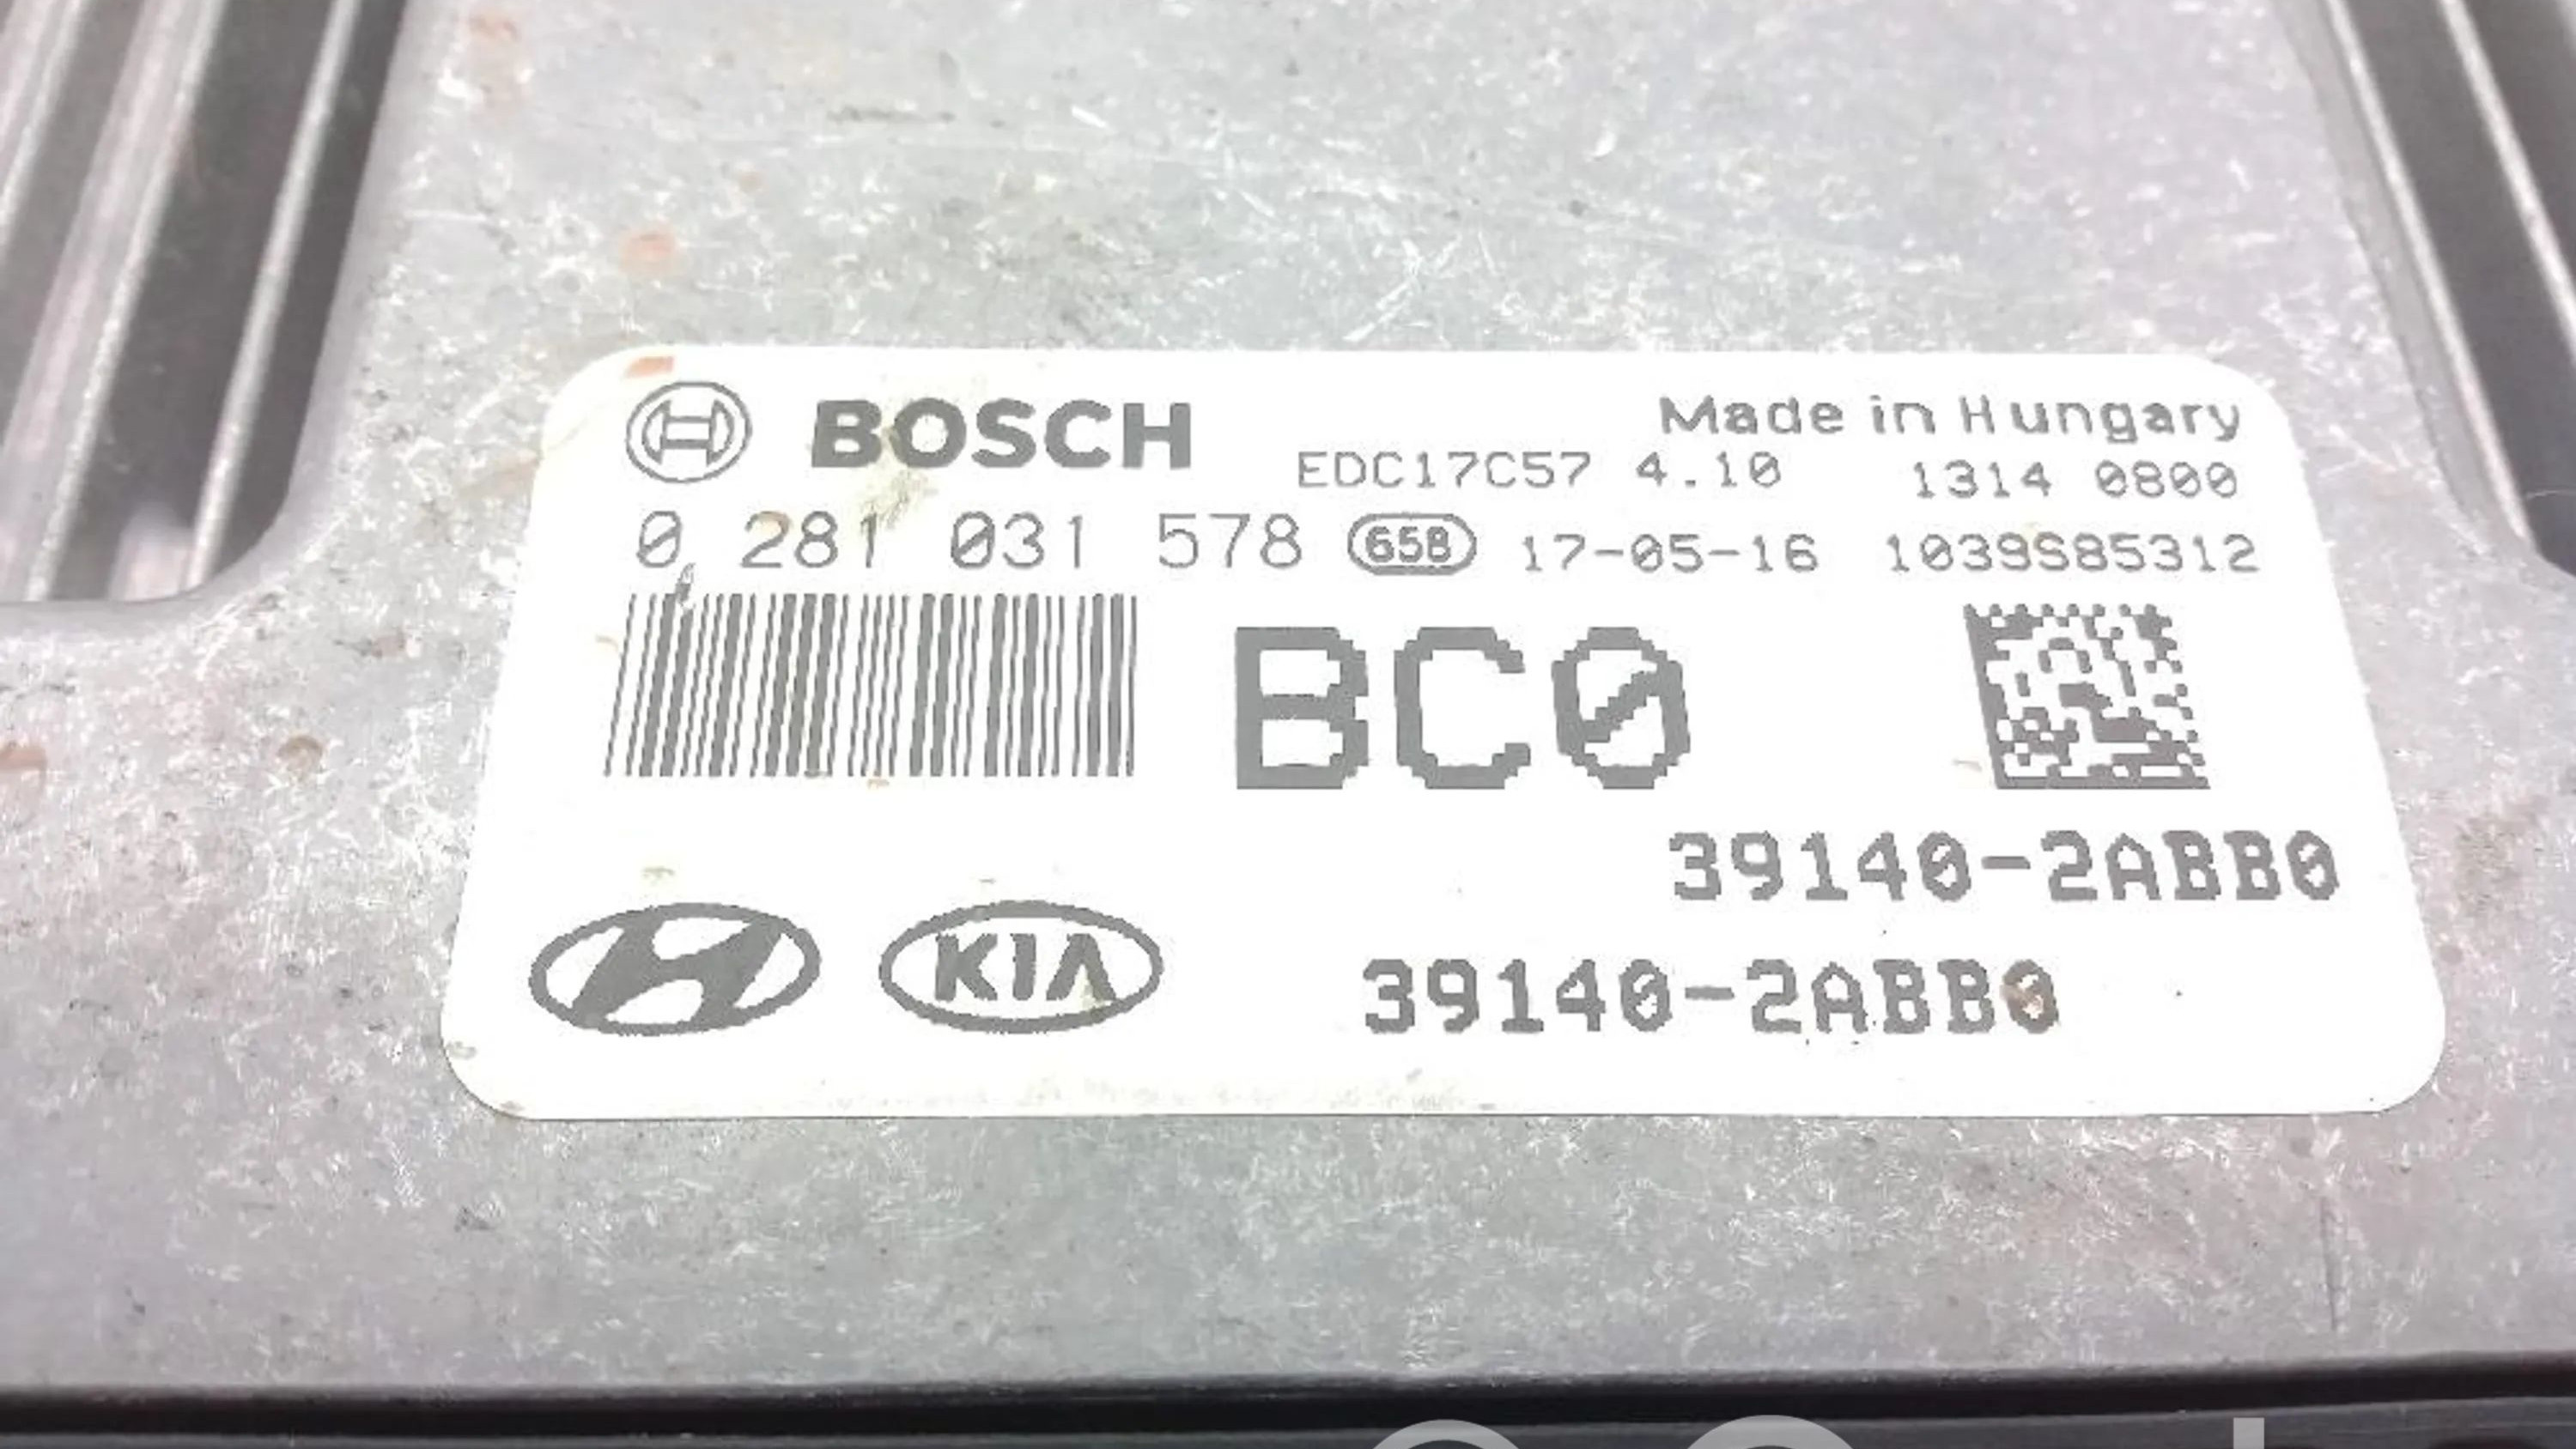 BOSCH
Made in Hungary
EDC17C57 4.10 1314 0800
0 281 031 578 658 17-05-16 1039S85312
BC0
39140-2ABB0
KIA 39140-2ABB0